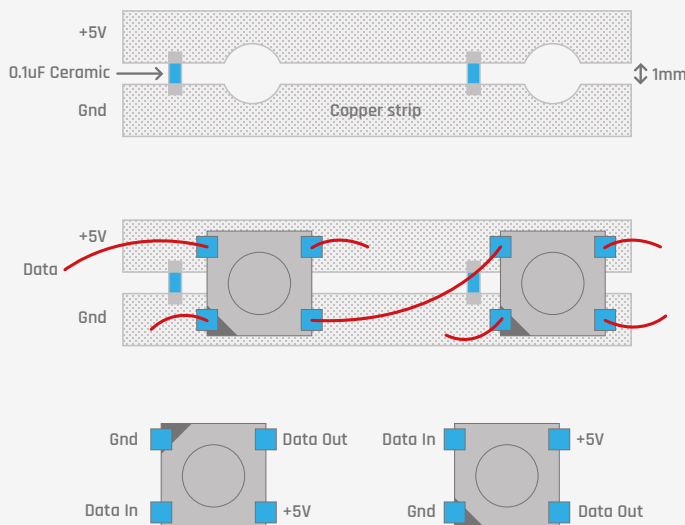 +5V
0.1uF Ceramic
1mm
Gnd
Copper strip
+5V
Data
Gnd
Gnd
Data Out
Data In
+5V
Data In
+5V
Gnd
Data Out